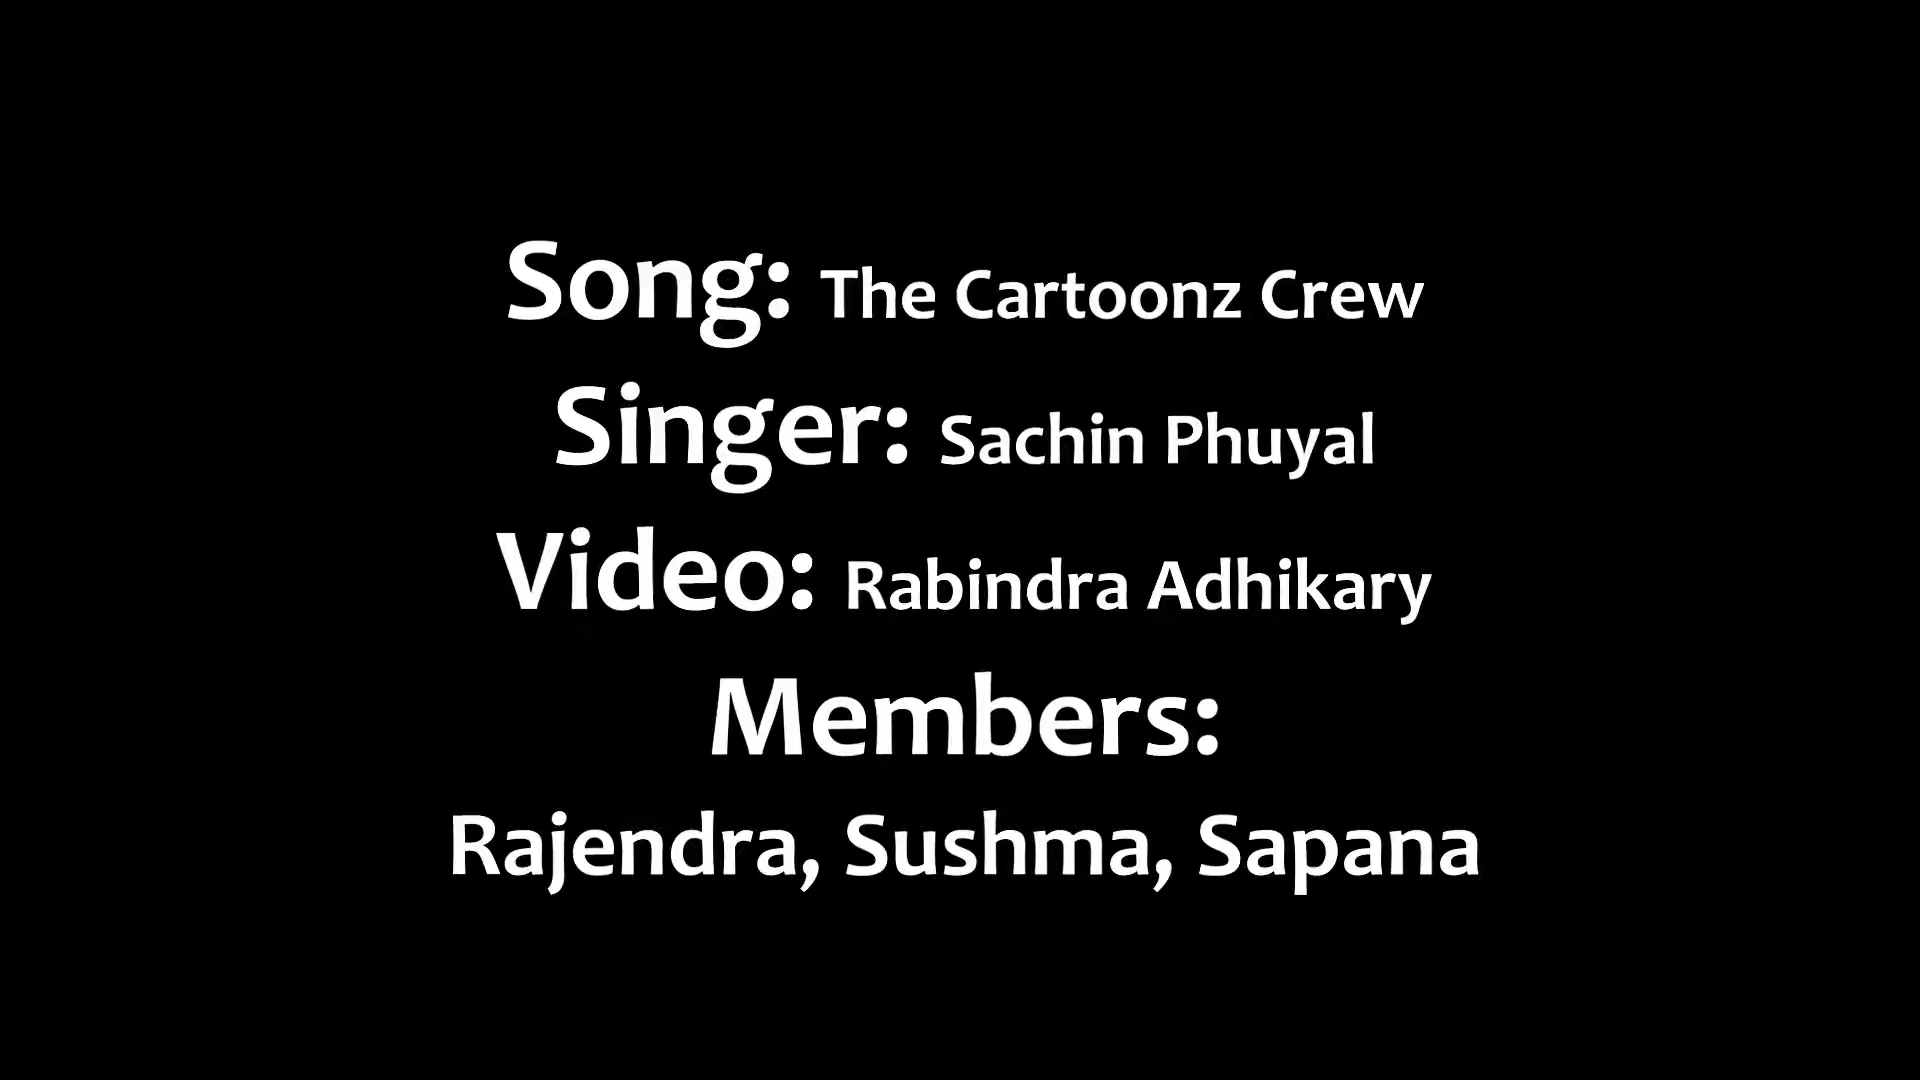 Song: The Cartoonz Crew
Singer: Sachin Phuyal
Video: Rabindra Adhikary
Members:
Rajendra, Sushma, Sapana